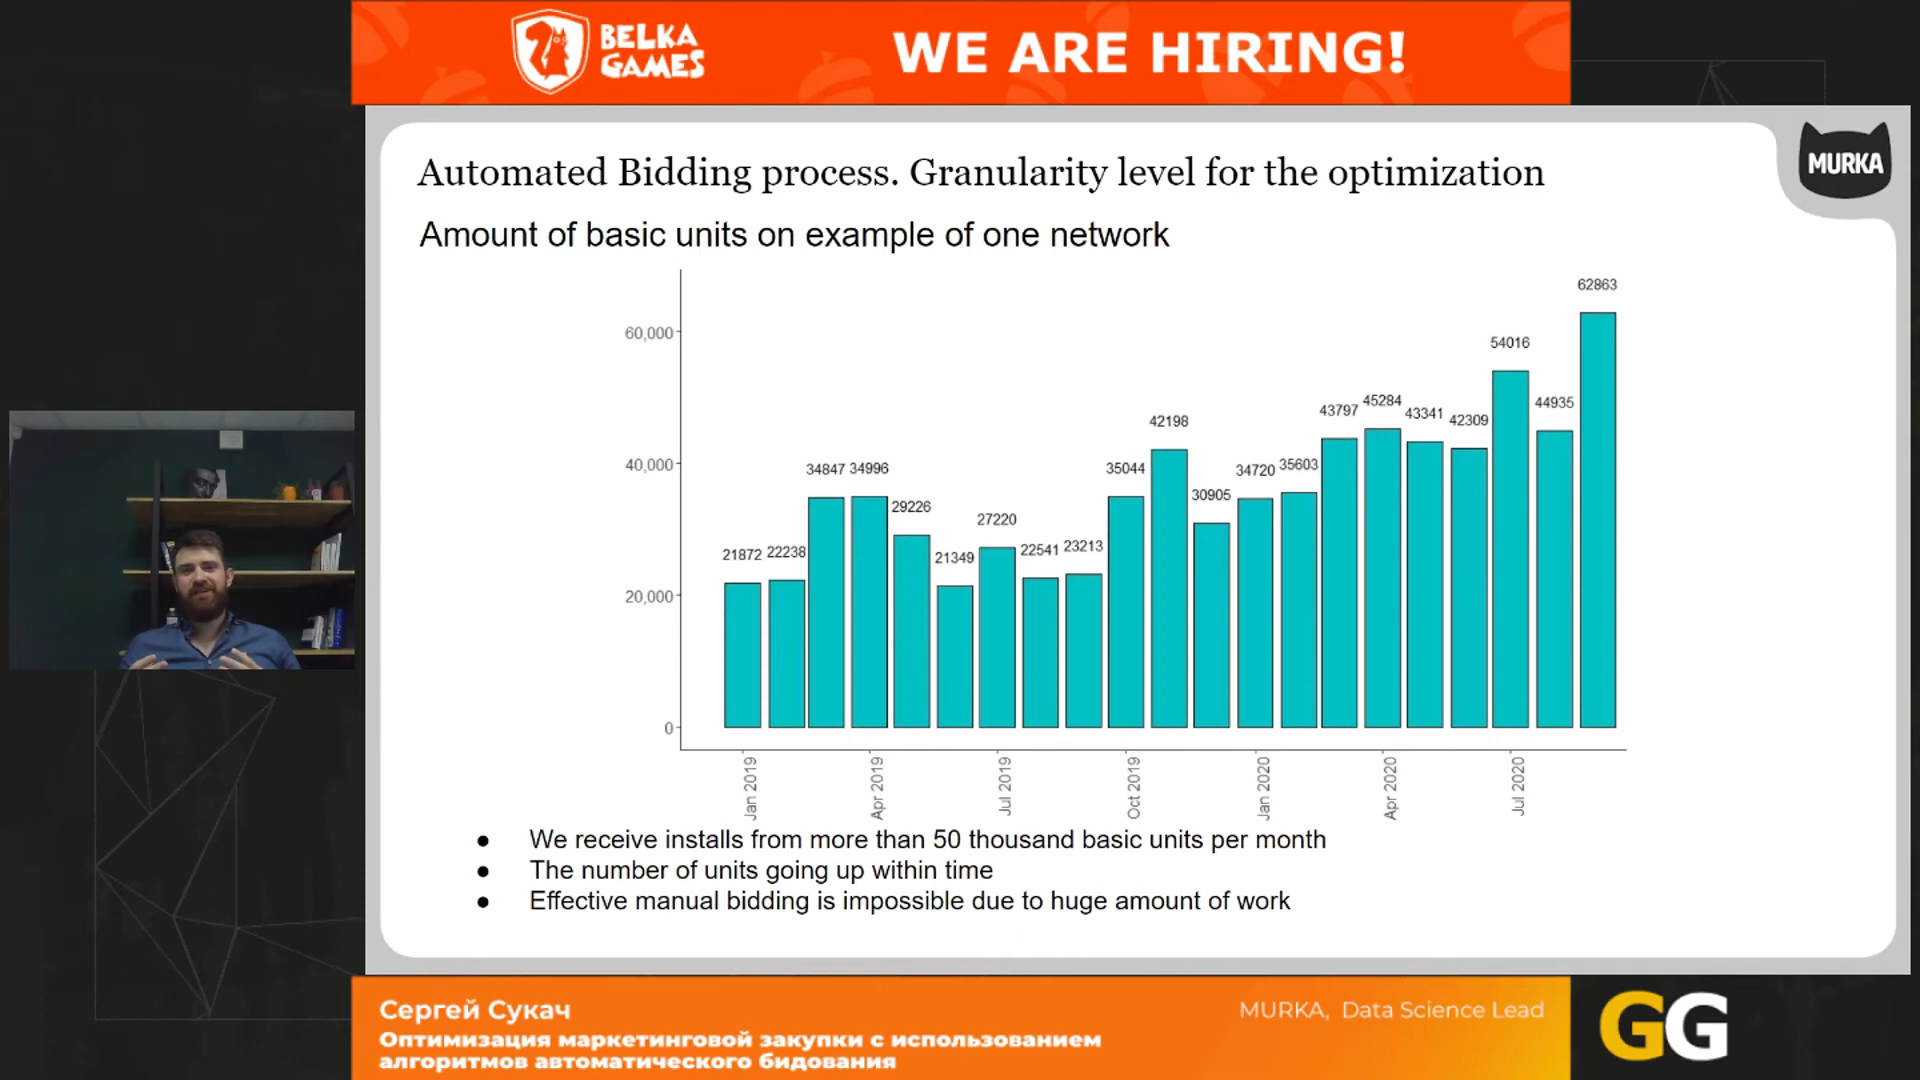 BELKA
GAMES
WE ARE HIRING!
MURKA
Automated Bidding process. Granularity level for the optimization
Amount of basic units on example of one network
60,000
40,000
20,000
0
21872
22238
34847
34996
29226
21349
27220
22541
23213
35044
42198
30905
34720
35603
43797
45284
43341
42309
54016
44935
62863
Jan 2019
Apr 2019
Jul 2019
Oct 2019
Jan 2020
Apr 2020
Jul 2020
● We receive installs from more than 50 thousand basic units per month
● The number of units going up within time
● Effective manual bidding is impossible due to huge amount of work
Сергей Сукач
MURKA, Data Science Lead
Оптимизация маркетинговой закупки с использованием
алгоритмов автоматического бидования
GG